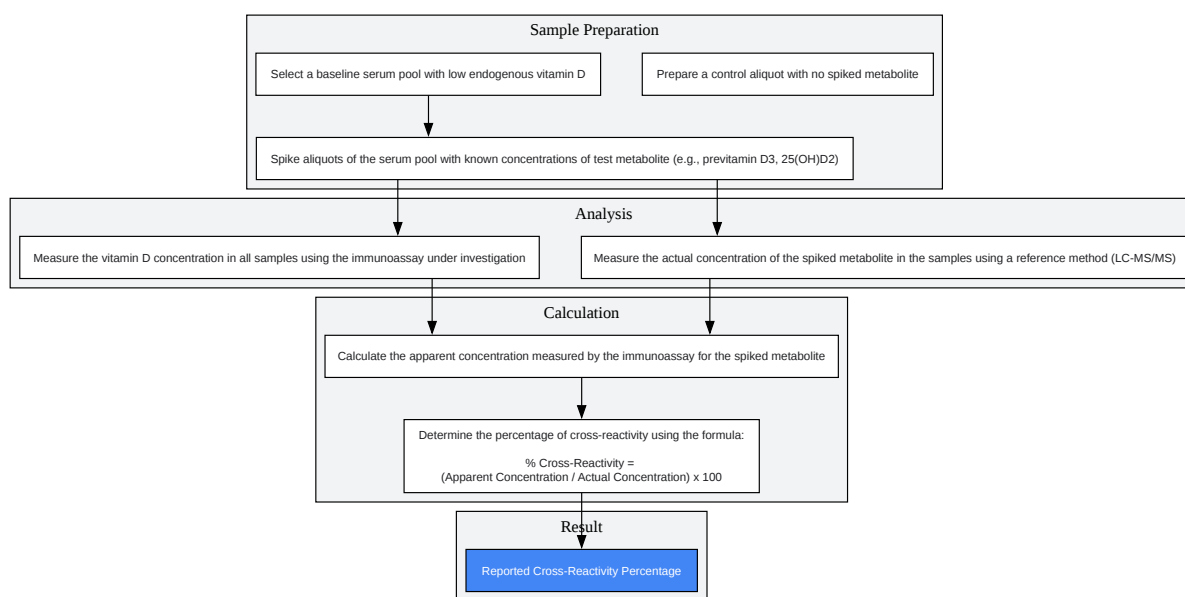 Sample Preparation
Select a baseline serum pool with low endogenous vitamin D
Prepare a control aliquot with no spiked metabolite
Spike aliquots of the serum pool with known concentrations of test metabolite (e.g., previtamin D3, 25(OH)D2)
Analysis
Measure the vitamin D concentration in all samples using the immunoassay under investigation
Measure the actual concentration of the spiked metabolite in the samples using a reference method (LC-MS/MS)
Calculation
Calculate the apparent concentration measured by the immunoassay for the spiked metabolite
Determine the percentage of cross-reactivity using the formula:
% Cross-Reactivity =
(Apparent Concentration / Actual Concentration) x 100
Result
Reported Cross-Reactivity Percentage